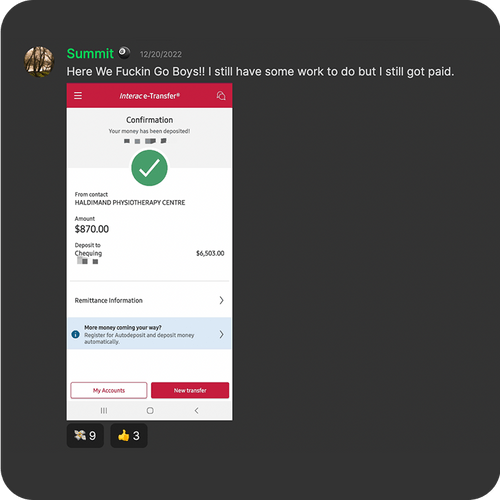 Summit 12/20/2022
Here We Fuckin Go Boys!! I still have some work to do but I still got paid.
Interac e-Transfer®
Confirmation
Your money has been deposited!
From contact
HALDIMAND PHYSIOTHERAPY CENTRE
Amount
$870.00
Deposit to
Chequing $6,503.00
Remittance Information
More money coming your way?
Register for Autodeposit and deposit money
automatically.
My Accounts New transfer
9 3